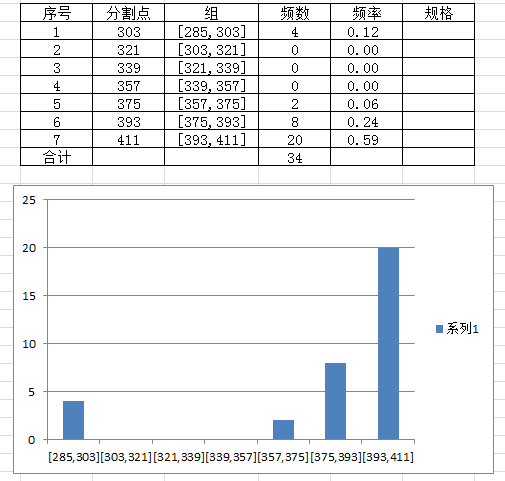 序号 分割点 组 频数 频率 规格
1 303 [285,303] 4 0.12
2 321 [303,321] 0 0.00
3 339 [321,339] 0 0.00
4 357 [339,357] 0 0.00
5 375 [357,375] 2 0.06
6 393 [375,393] 8 0.24
7 411 [393,411] 20 0.59
合计 34
25
20
15
10
5
0
系列1
[285,303] [303,321] [321,339] [339,357] [357,375] [375,393] [393,411]